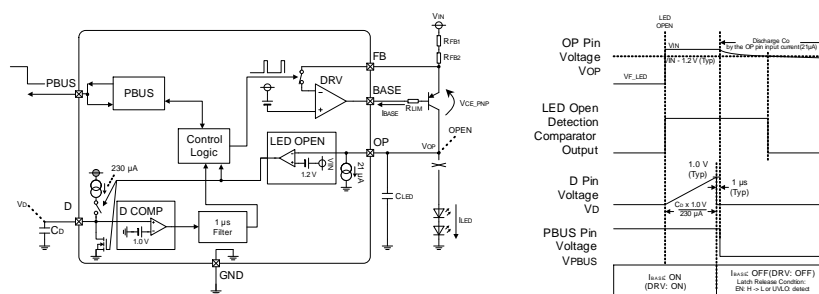 VIN
RFB1
RFB2
FB
DRV
BASE
RLIM
IBASE
VCE_PNP
PBUS
PBUS
Control
Logic
LED OPEN
VIN
1.2 V
21 µA
OP
VOP
OPEN
CLED
ILED
230 µA
VD
D
CD
D COMP
1.0 V
1 µs
Filter
GND
LED
OPEN
OP Pin
Voltage
VOP
VIN
VIN - 1.2 V (Typ)
VF_LED
Discharge Co
by the OP pin input current(21µA)
LED Open
Detection
Comparator
Output
D Pin
Voltage
VD
1.0 V
(Typ)
1 µs
(Typ)
CD x 1.0 V
230 µA
PBUS Pin
Voltage
VPBUS
IBASE ON
(DRV: ON)
IBASE OFF(DRV: OFF)
Latch Release Condition:
EN: H -> L or UVLO: detect